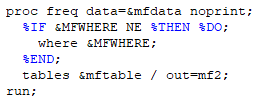 proc freq data=&mfdata noprint;
  %IF &MFWHERE NE %THEN %DO;
    where &MFWHERE;
  %END;
  tables &mftable / out=mf2;
run;